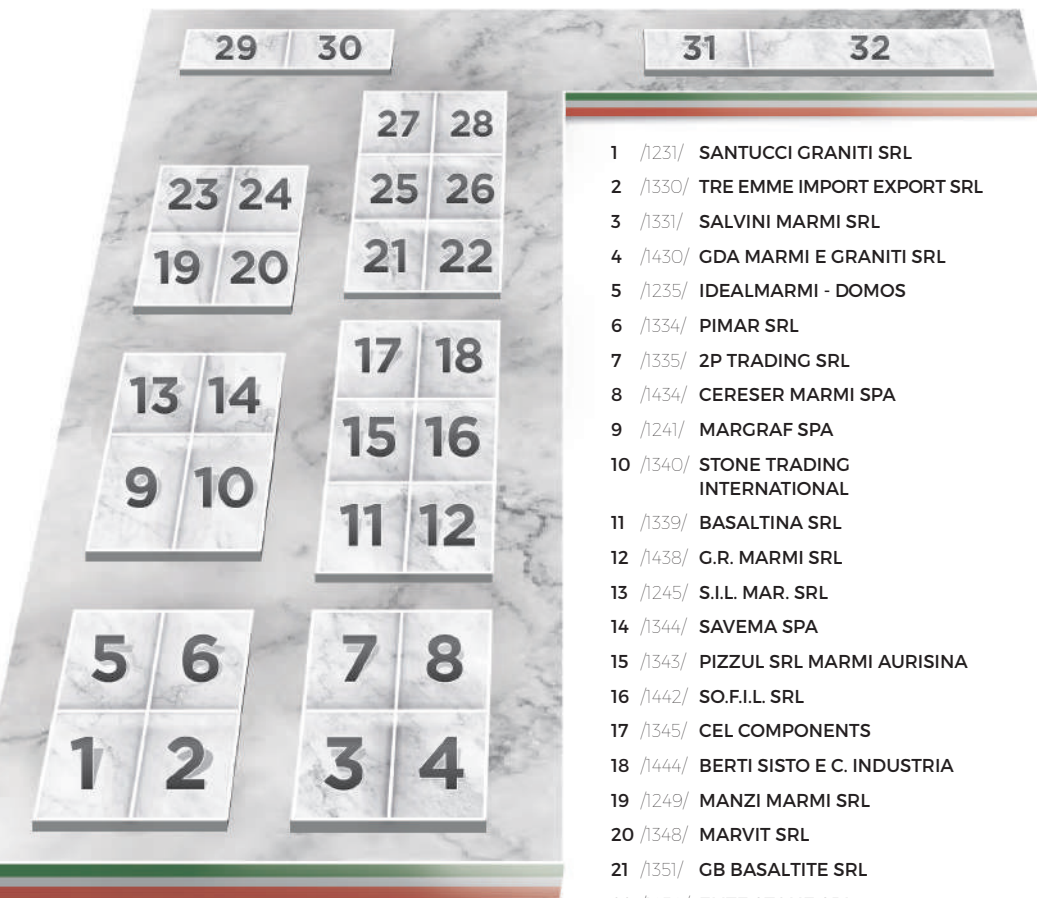 29 30 31 32
27 28
23 24 25 26
19 20 21 22
17 18
13 14 15 16
9 10 11 12
5 6 7 8
1 2 3 4
1 /1231/ SANTUCCI GRANITI SRL
2 /1330/ TRE EMME IMPORT EXPORT SRL
3 /1331/ SALVINI MARMI SRL
4 /1430/ GDA MARMI E GRANITI SRL
5 /1235/ IDEALMARMI - DOMOS
6 /1334/ PIMAR SRL
7 /1335/ 2P TRADING SRL
8 /1434/ CERESER MARMI SPA
9 /1241/ MARGRAF SPA
10 /1340/ STONE TRADING
INTERNATIONAL
11 /1339/ BASALTINA SRL
12 /1438/ G.R. MARMI SRL
13 /1245/ S.I.L. MAR. SRL
14 /1344/ SAVEMA SPA
15 /1343/ PIZZUL SRL MARMI AURISINA
16 /1442/ SO.F.I.L. SRL
17 /1345/ CEL COMPONENTS
18 /1444/ BERTI SISTO E C. INDUSTRIA
19 /1249/ MANZI MARMI SRL
20 /1348/ MARVIT SRL
21 /1351/ GB BASALTITE SRL